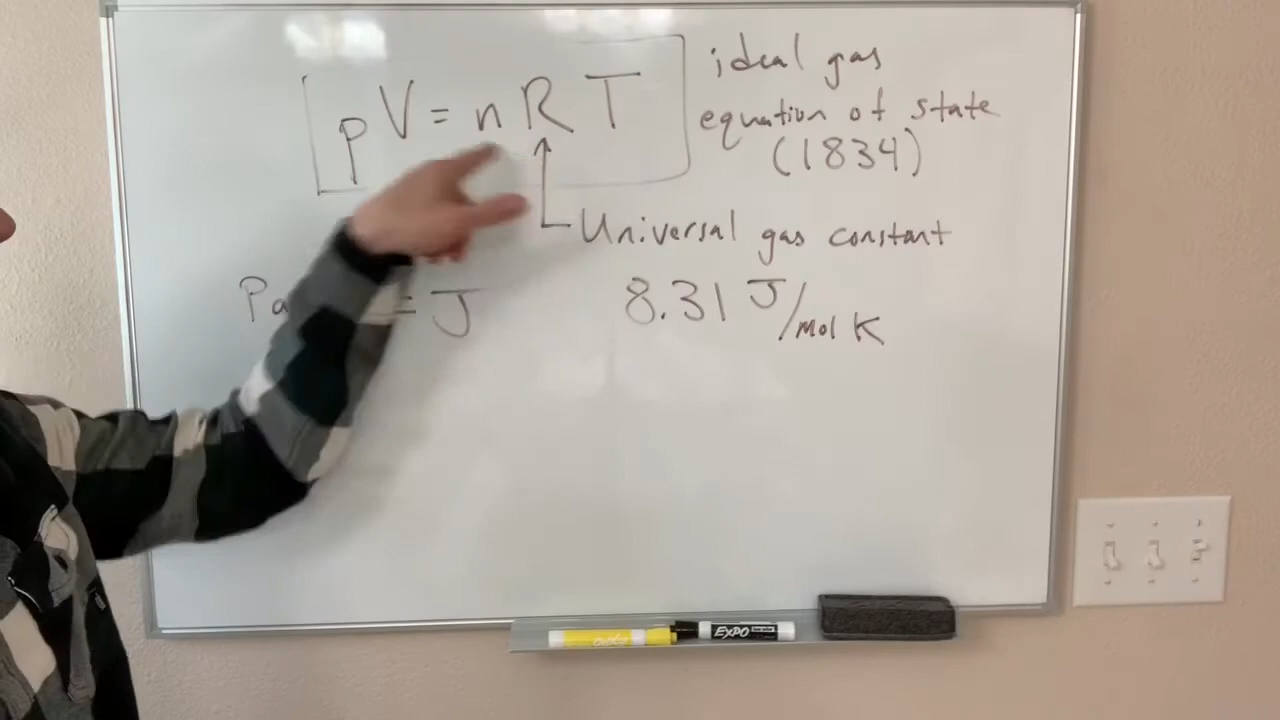 pV = nRT
ideal gas
equation of state
(1834)
Universal gas constant
Pa = J
8.31 J/mol K
EXPO